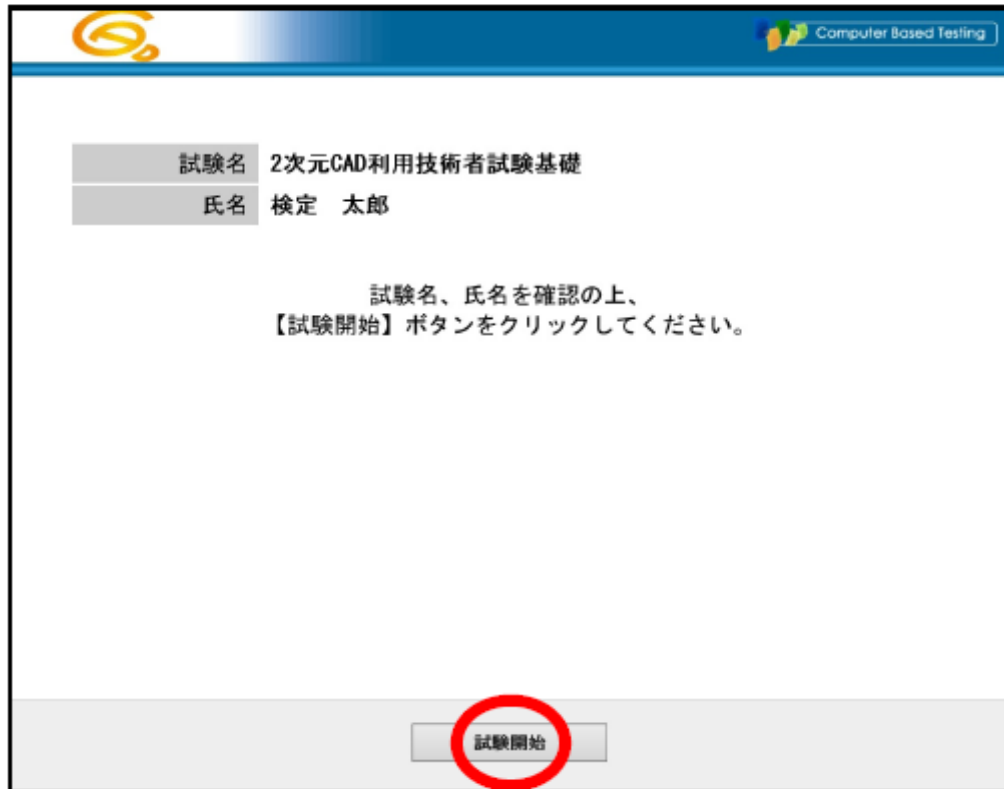 Computer Based Testing
試験名 2次元CAD利用技術者試験基礎
氏名 検定　太郎
試験名、氏名を確認の上、
【試験開始】ボタンをクリックしてください。
試験開始